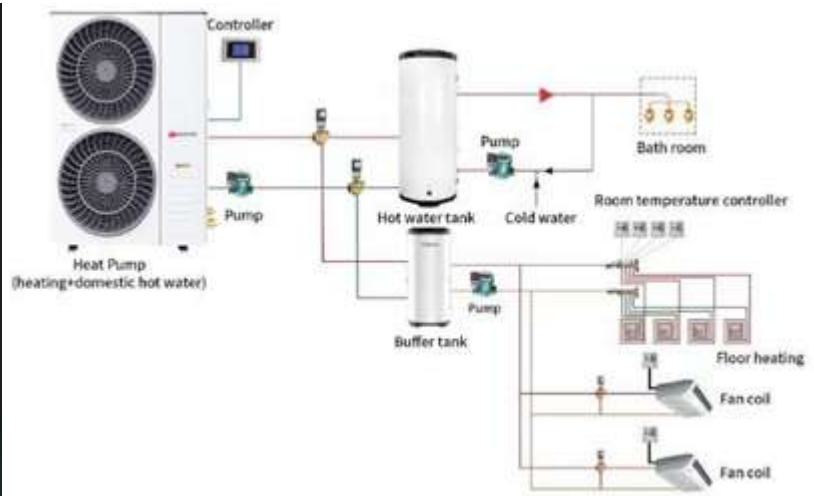 Controller
Bath room
Pump
Pump
Hot water tank
Cold water
Room temperature controller
Heat Pump
(heating+domestic hot water)
Pump
Buffer tank
Floor heating
Fan coil
Fan coil